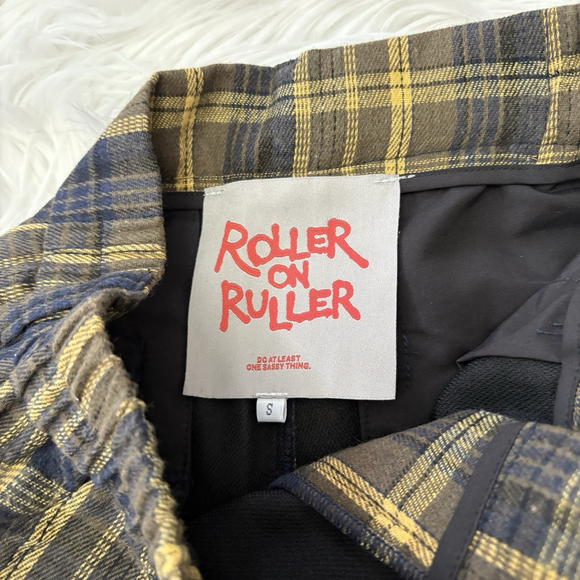 ROLLER
ON
RULLER
DO AT LEAST
ONE SASSY THING.
S